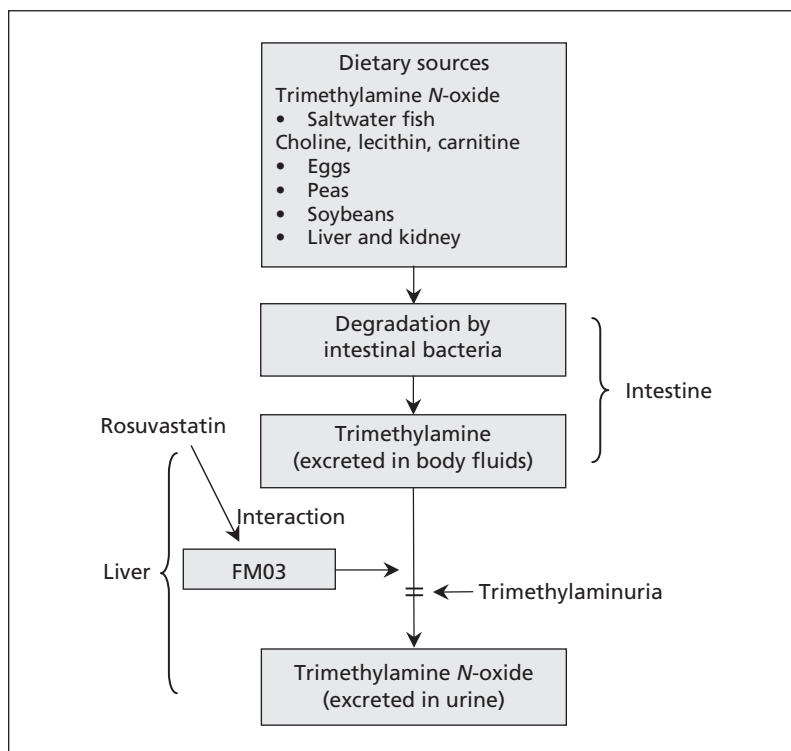 Dietary sources
Trimethylamine N-oxide
• Saltwater fish
Choline, lecithin, carnitine
• Eggs
• Peas
• Soybeans
• Liver and kidney
Degradation by
intestinal bacteria
Intestine
Trimethylamine
(excreted in body fluids)
Rosuvastatin
Interaction
Liver
FM03
Trimethylaminuria
Trimethylamine N-oxide
(excreted in urine)